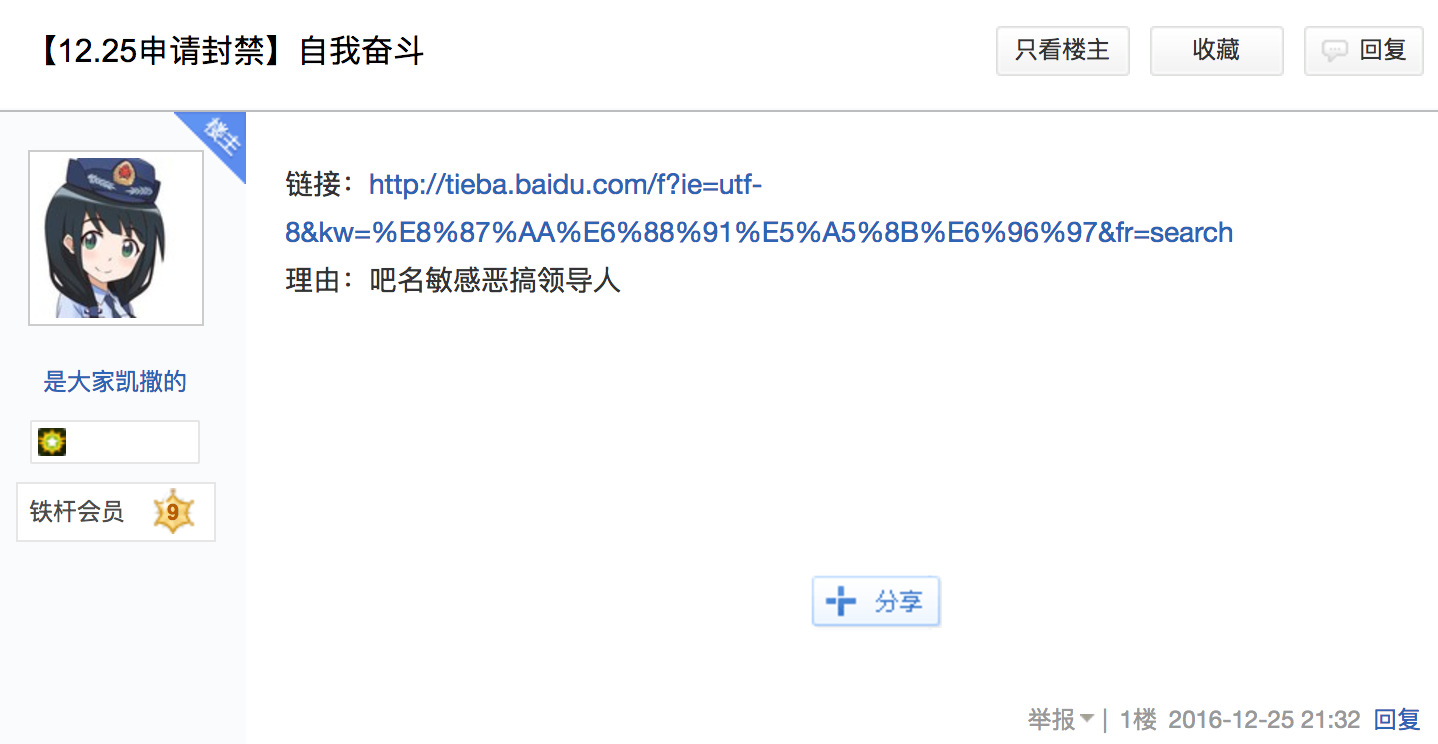 【12.25申请封禁】自我奋斗
只看楼主
收藏
回复
楼主
链接：http://tieba.baidu.com/f?ie=utf-
8&kw=%E8%87%AA%E6%88%91%E5%A5%8B%E6%96%97&fr=search
理由：吧名敏感恶搞领导人
是大家凯撒的
铁杆会员 9
分享
举报 | 1楼 2016-12-25 21:32 回复